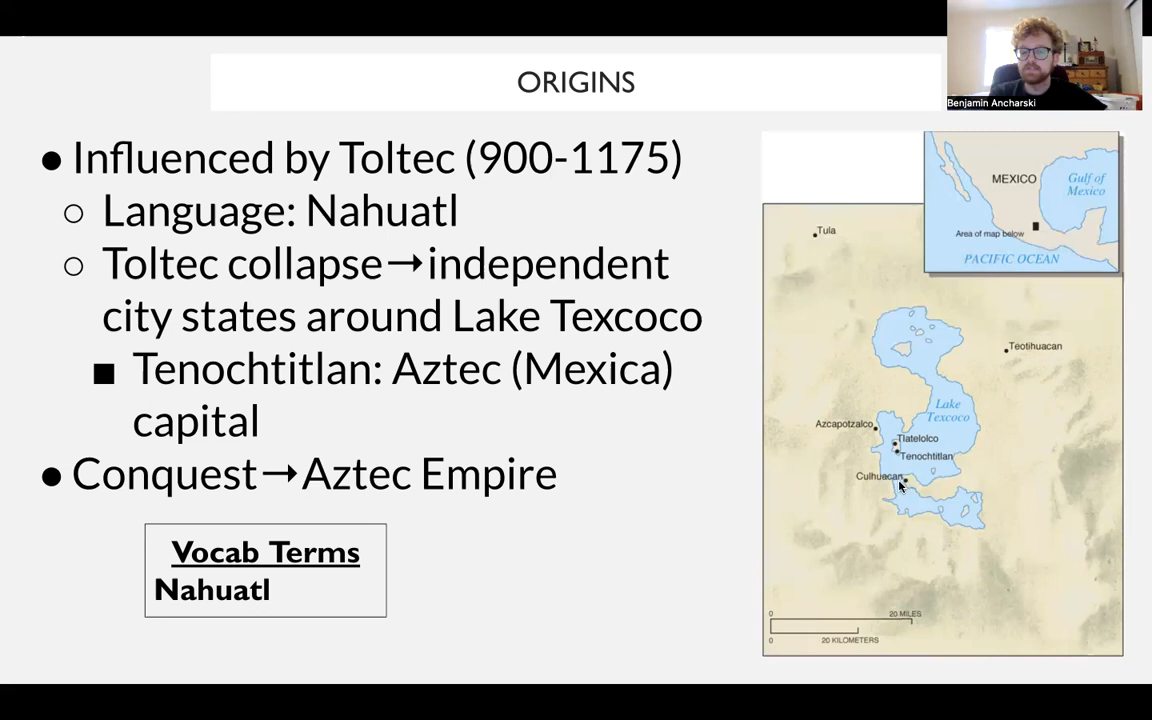 ORIGINS
Benjamin Ancharski
● Influenced by Toltec (900-1175)
○ Language: Nahuatl
○ Toltec collapse→independent
city states around Lake Texcoco
■ Tenochtitlan: Aztec (Mexica)
capital
● Conquest→Aztec Empire
Vocab Terms
Nahuatl
MEXICO
Gulf of
Mexico
Area of map below
PACIFIC OCEAN
Tula
Teotihuacan
Lake
Texcoco
Azcapotzalco
Tlatelolco
Tenochtitlan
Culhuacan
0 20 MILES
0 20 KILOMETERS